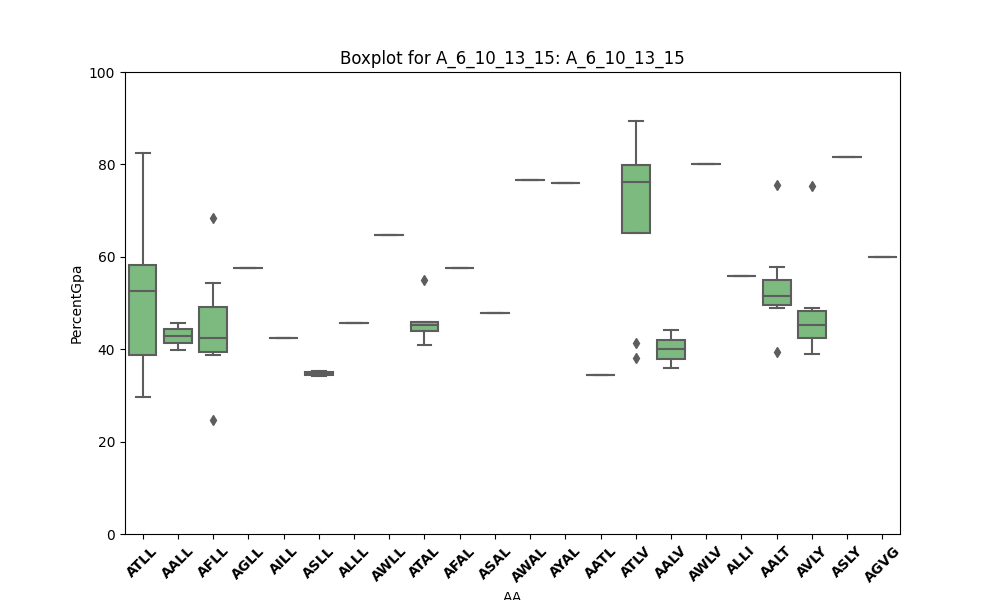 Boxplot for A_6_10_13_15: A_6_10_13_15
100
80
60
40
20
0
PercentGpa
ATLL AALL AFLL AGLL AILL ASLL ALLL AWLL ATAL AFAL ASAL AWAL AYAL AATL ATLV AALV AWLV ALLI AALT AVLY ASLY AGVG
AA